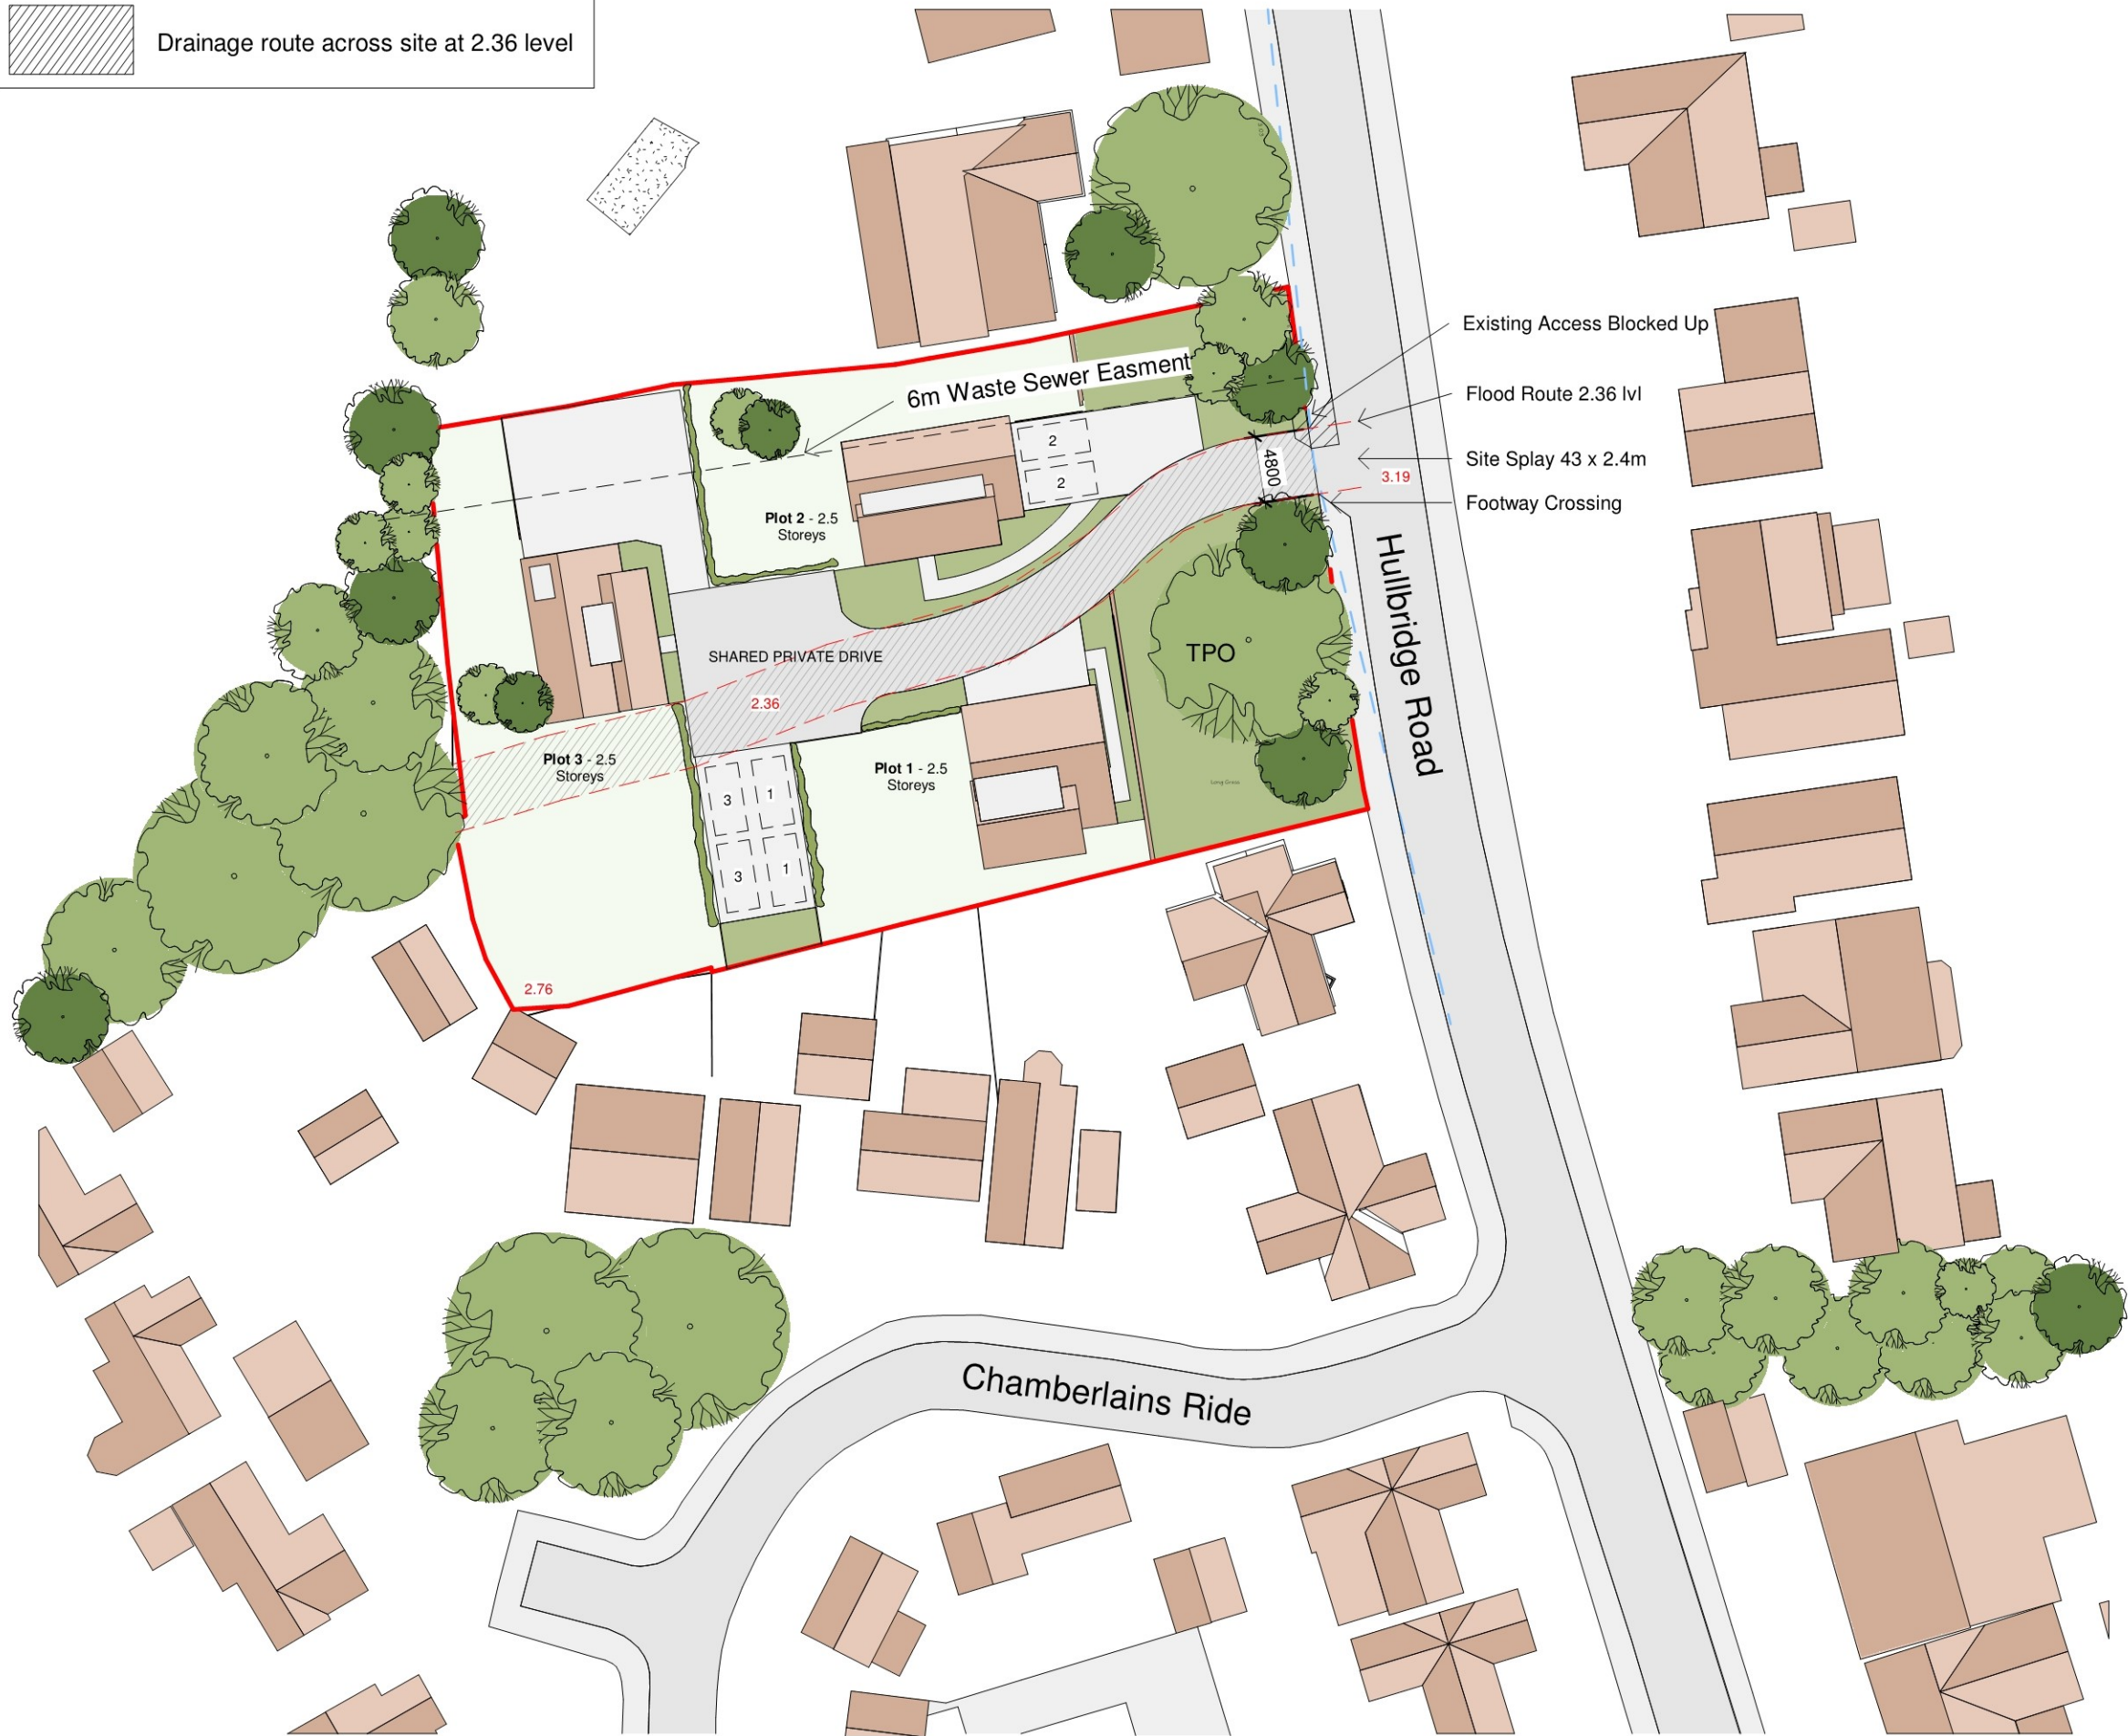 Drainage route across site at 2.36 level
Existing Access Blocked Up
6m Waste Sewer Easment
Flood Route 2.36 lvl
2
2
4800
Site Splay 43 x 2.4m
3.19
Footway Crossing
Plot 2 - 2.5
Storeys
Hullbridge Road
TPO
SHARED PRIVATE DRIVE
2.36
Plot 3 - 2.5
Storeys
Plot 1 - 2.5
Storeys
Long Grass
3
1
3
1
2.76
Chamberlains Ride